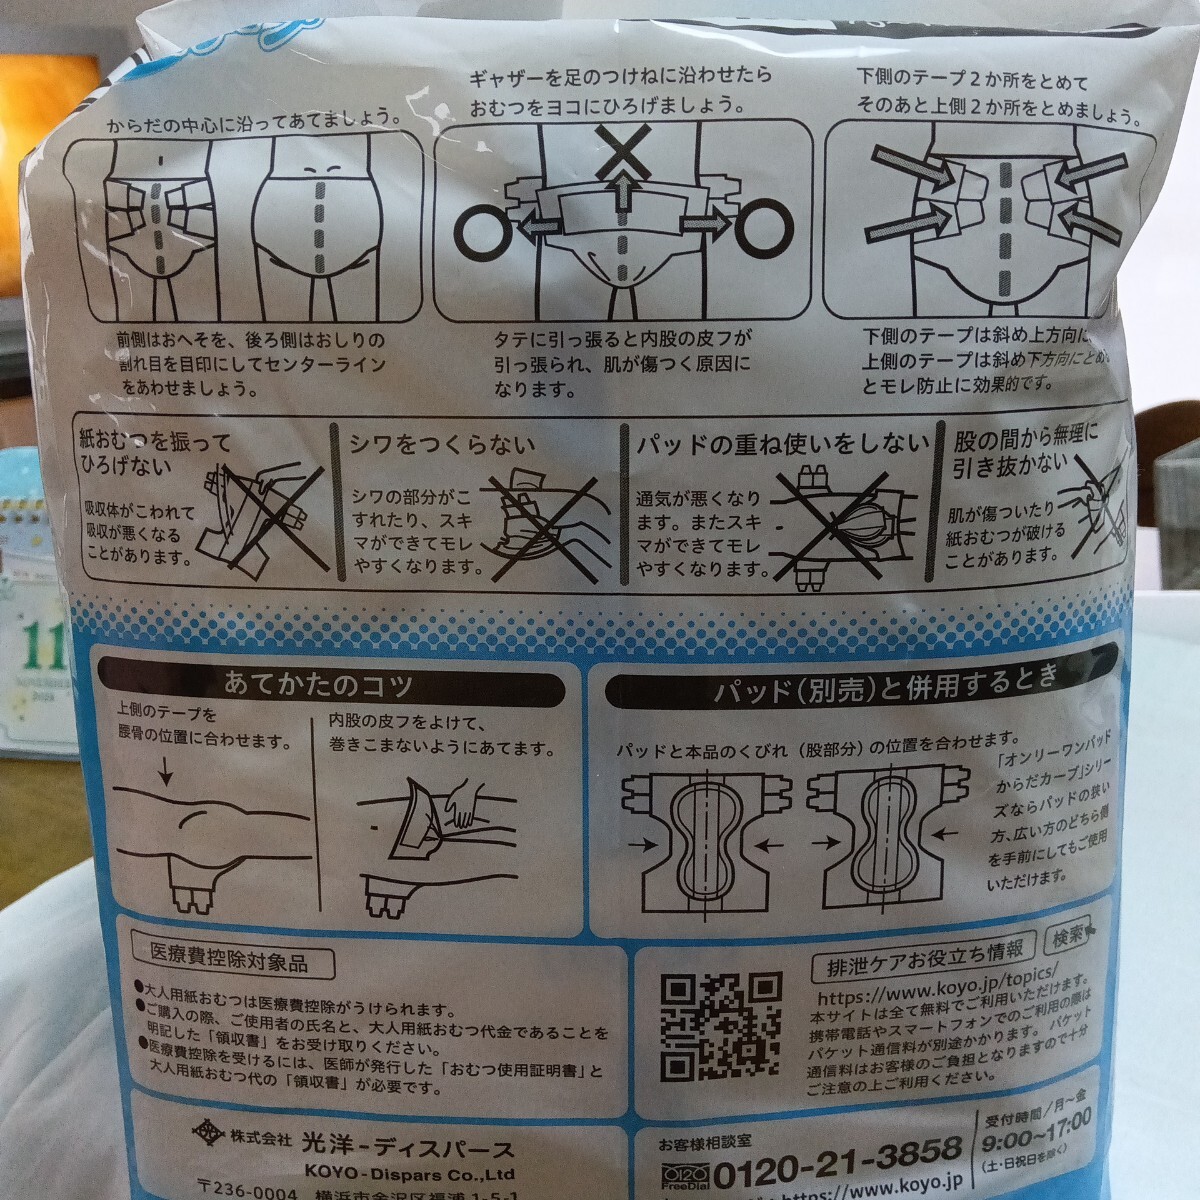 からだの中心に沿ってあてましょう。
ギャザーを足のつけねに沿わせたら
おむつをヨコにひろげましょう。
下側のテープ2か所をとめて
そのあと上側2か所をとめましょう。
前側はおへそを、後ろ側はおしりの
割れ目を目印にしてセンターライン
をあわせましょう。
タテに引っ張ると内股の皮フが
引っ張られ、肌が傷つく原因に
なります。
下側のテープは斜め上方向に
上側のテープは斜め下方向にとめ
とモレ防止に効果的です。
紙おむつを振って
ひろげない
吸収体がこわれて
吸収が悪くなる
ことがあります。
シワをつくらない
シワの部分がこ
すれたり、スキ
マができてモレ
やすくなります。
パッドの重ね使いをしない
通気が悪くなり
ます。またスキ
マができてモレ
やすくなります。
股の間から無理に
引き抜かない
肌が傷ついたり
紙おむつが破ける
ことがあります。
あてかたのコツ
上側のテープを
腰骨の位置に合わせます。
内股の皮フをよけて、
巻きこまないようにあてます。
パッド(別売)と併用するとき
パッドと本品のくびれ(股部分)の位置を合わせます。
「オンリーワンパッド
からだカーブ」シリー
ズならパッドの狭い
方、広い方のどちら側
を手前にしてもご使用
いただけます。
医療費控除対象品
●大人用紙おむつは医療費控除がうけられます。
●ご購入の際、ご使用者の氏名と、大人用紙おむつ代金であることを
明記した「領収書」をお受け取りください。
●医療費控除を受けるには、医師が発行した「おむつ使用証明書」と
大人用紙おむつ代の「領収書」が必要です。
排泄ケアお役立ち情報 検索
https://www.koyo.jp/topics/
本サイトは全て無料でご利用いただけます。
携帯電話やスマートフォンでのご利用の際は
パケット通信料が別途かかります。パケット
通信料はお客様のご負担となりますので十分
ご注意の上ご利用ください。
株式会社 光洋-ディスパース
KOYO-Dispars Co.,Ltd
〒236-0004 横浜市金沢区福浦1-5-1
お客様相談室
FreeDial 0120-21-3858
受付時間/月~金
9:00~17:00
(土・日祝日を除く)
https://www.koyo.jp
11
NOVEMBER